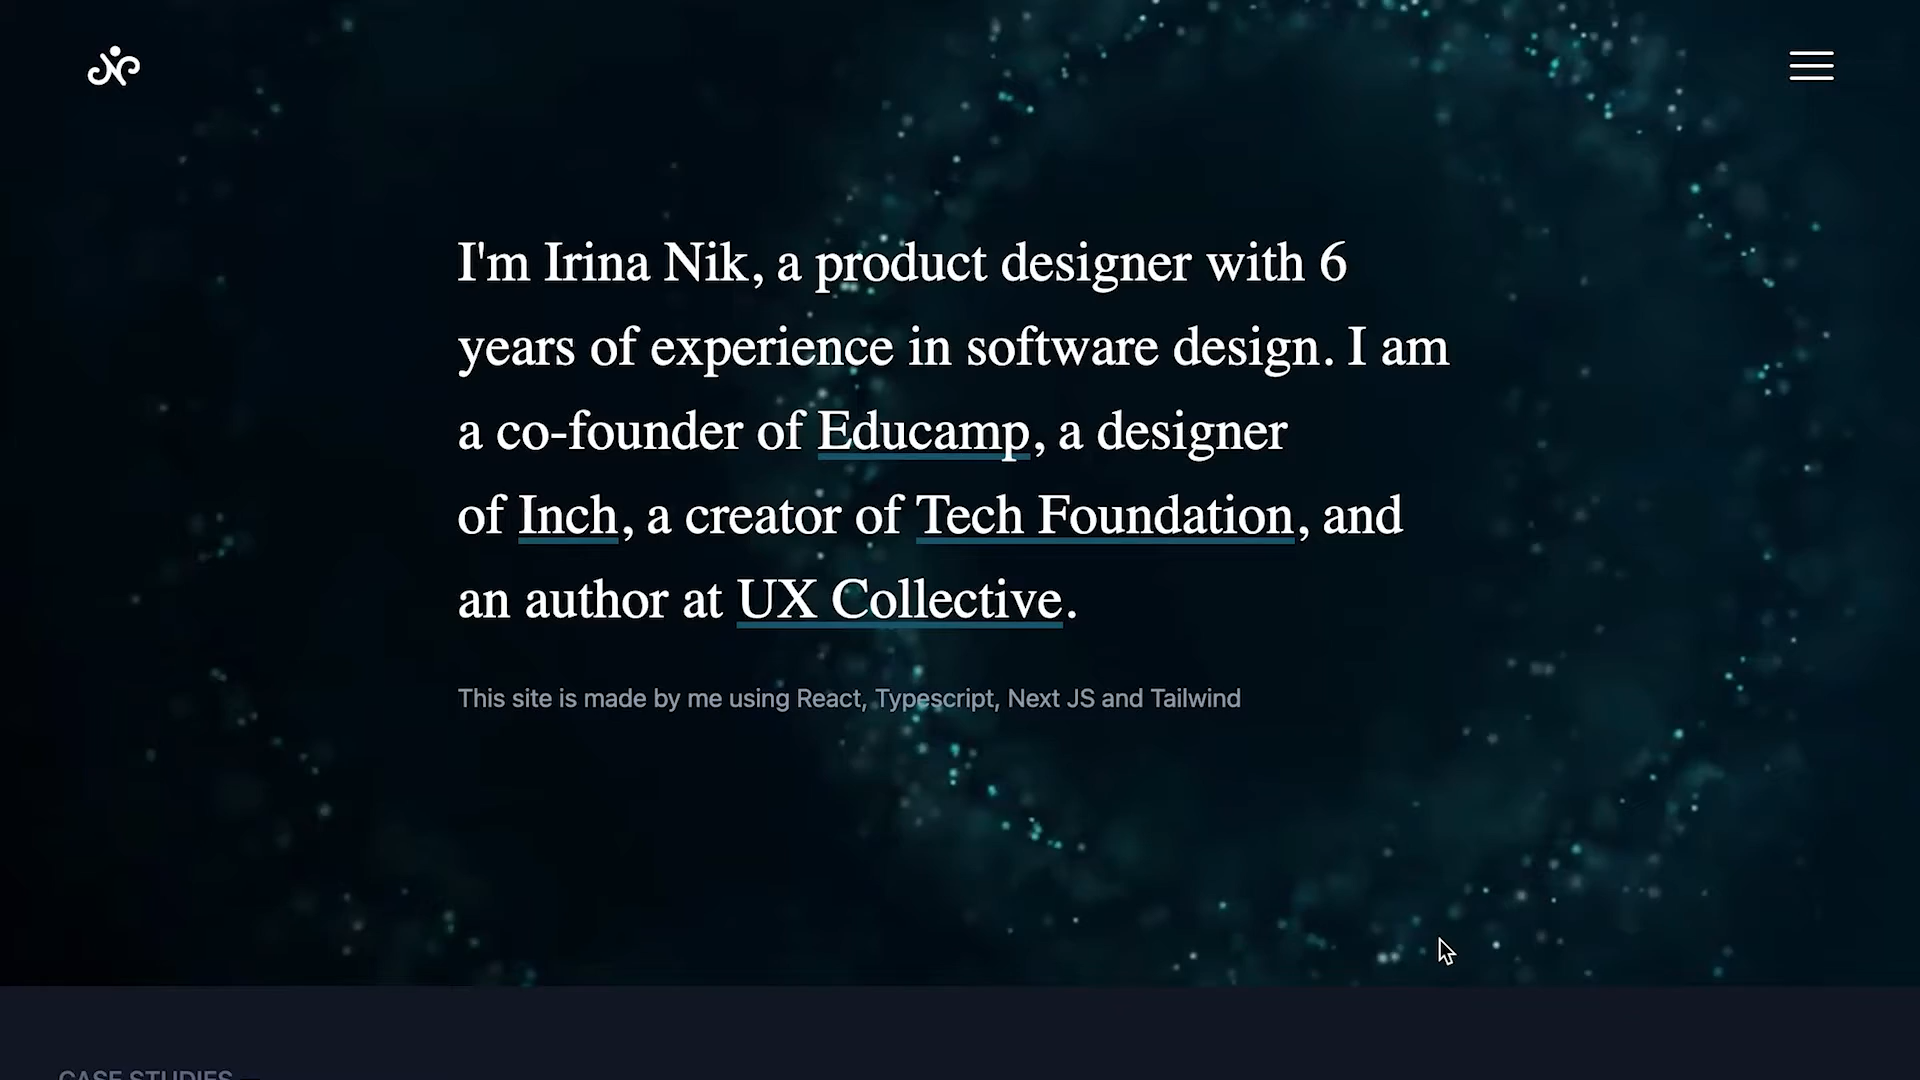 I'm Irina Nik, a product designer with 6
years of experience in software design. I am
a co-founder of Educamp, a designer
of Inch, a creator of Tech Foundation, and
an author at UX Collective.
This site is made by me using React, Typescript, Next JS and Tailwind
CASE STUDIES